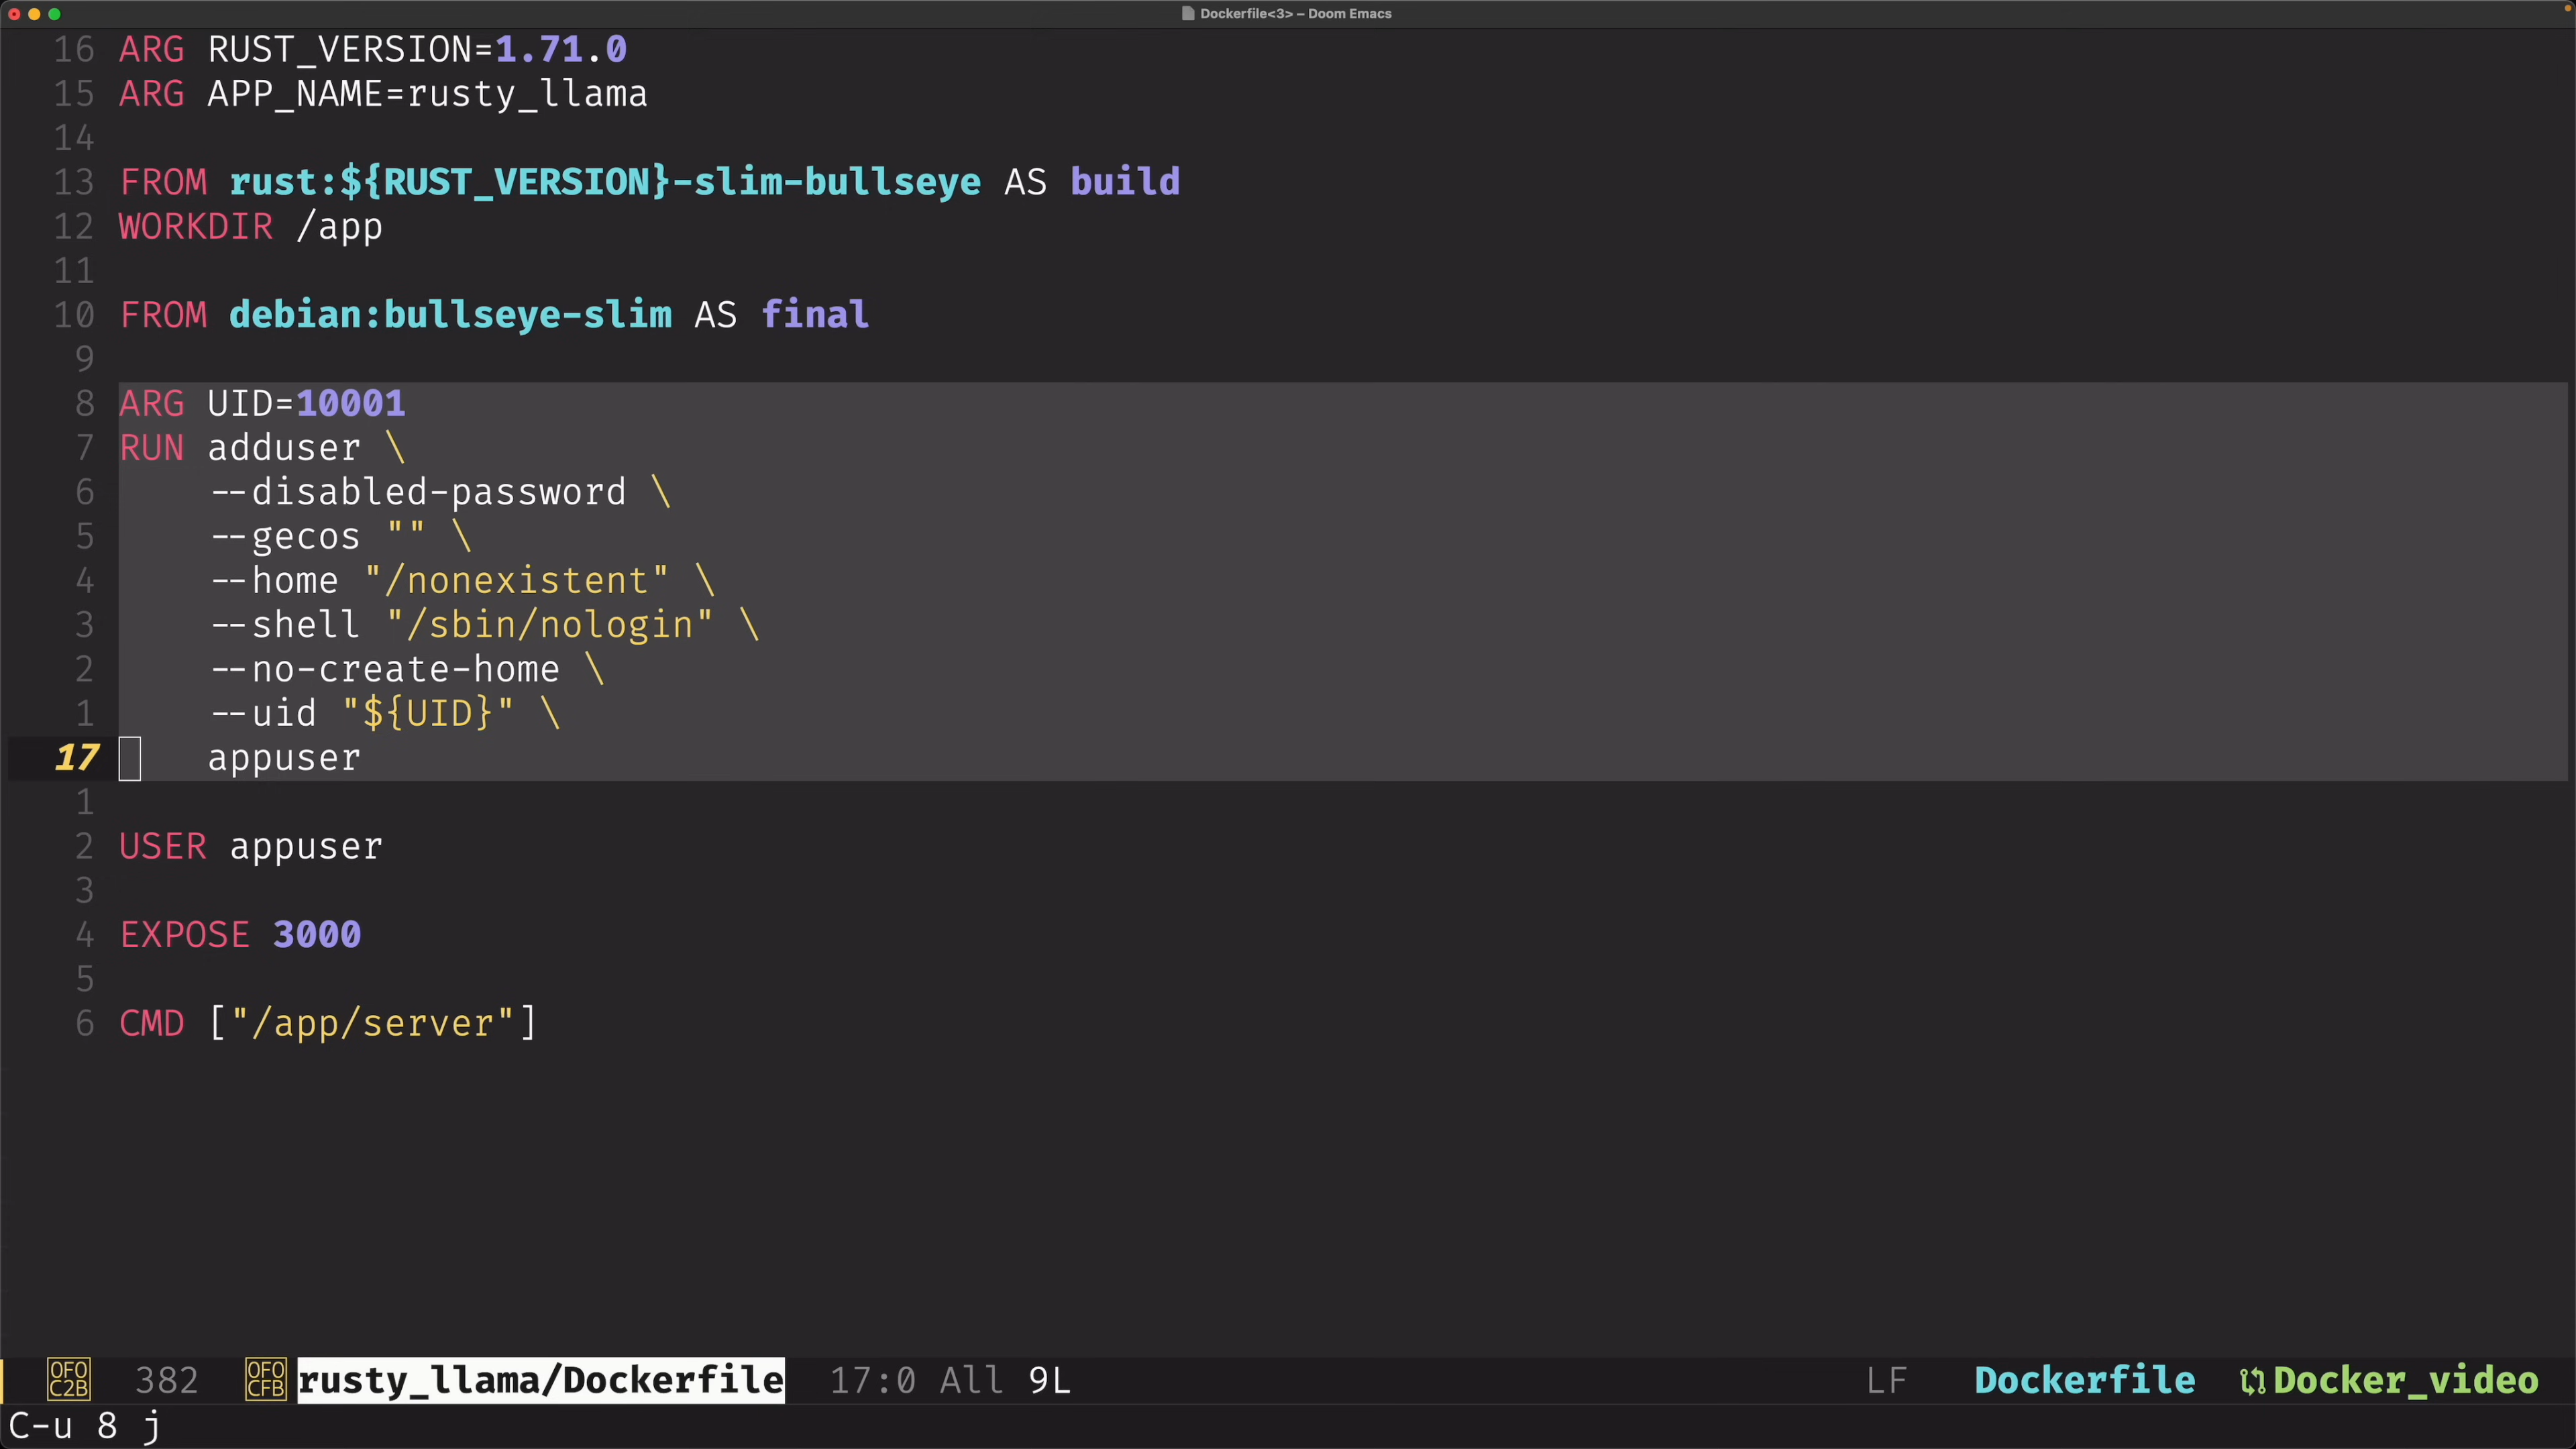 Dockerfile<3> – Doom Emacs
16 ARG RUST_VERSION=1.71.0
15 ARG APP_NAME=rusty_llama
14
13 FROM rust:${RUST_VERSION}-slim-bullseye AS build
12 WORKDIR /app
11
10 FROM debian:bullseye-slim AS final
9
8 ARG UID=10001
7 RUN adduser \
6     --disabled-password \
5     --gecos "" \
4     --home "/nonexistent" \
3     --shell "/sbin/nologin" \
2     --no-create-home \
1     --uid "${UID}" \
17     appuser
1
2 USER appuser
3
4 EXPOSE 3000
5
6 CMD ["/app/server"]
0F0C2B 382 0F0CFB rusty_llama/Dockerfile 17:0 All 9L LF Dockerfile Docker_video
C-u 8 j